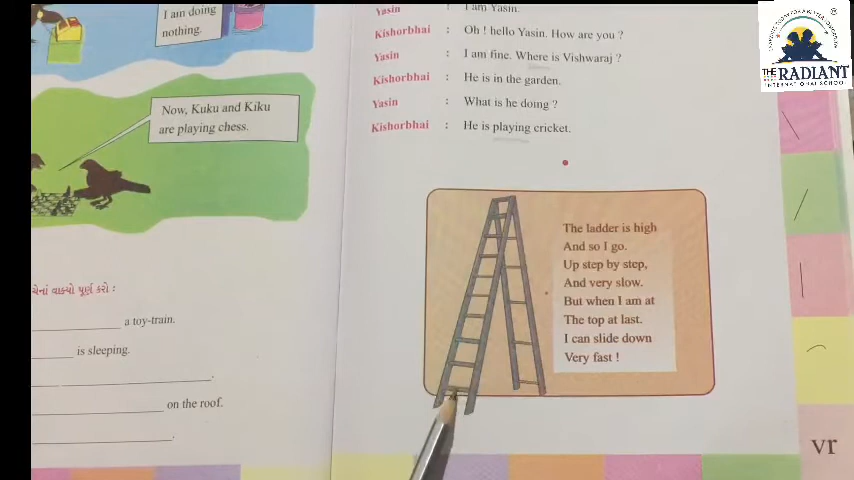 I am doing
nothing.
Now, Kuku and Kiku
are playing chess.
વાક્યો પૂર્ણ કરો :
a toy-train.
is sleeping.
on the roof.
Yasin : I am Yasin.
Kishorbhai : Oh ! hello Yasin. How are you ?
Yasin : I am fine. Where is Vishwaraj ?
Kishorbhai : He is in the garden.
Yasin : What is he doing ?
Kishorbhai : He is playing cricket.
The ladder is high
And so I go.
Up step by step,
And very slow.
But when I am at
The top at last.
I can slide down
Very fast !
THE RADIANT
INTERNATIONAL SCHOOL
vr